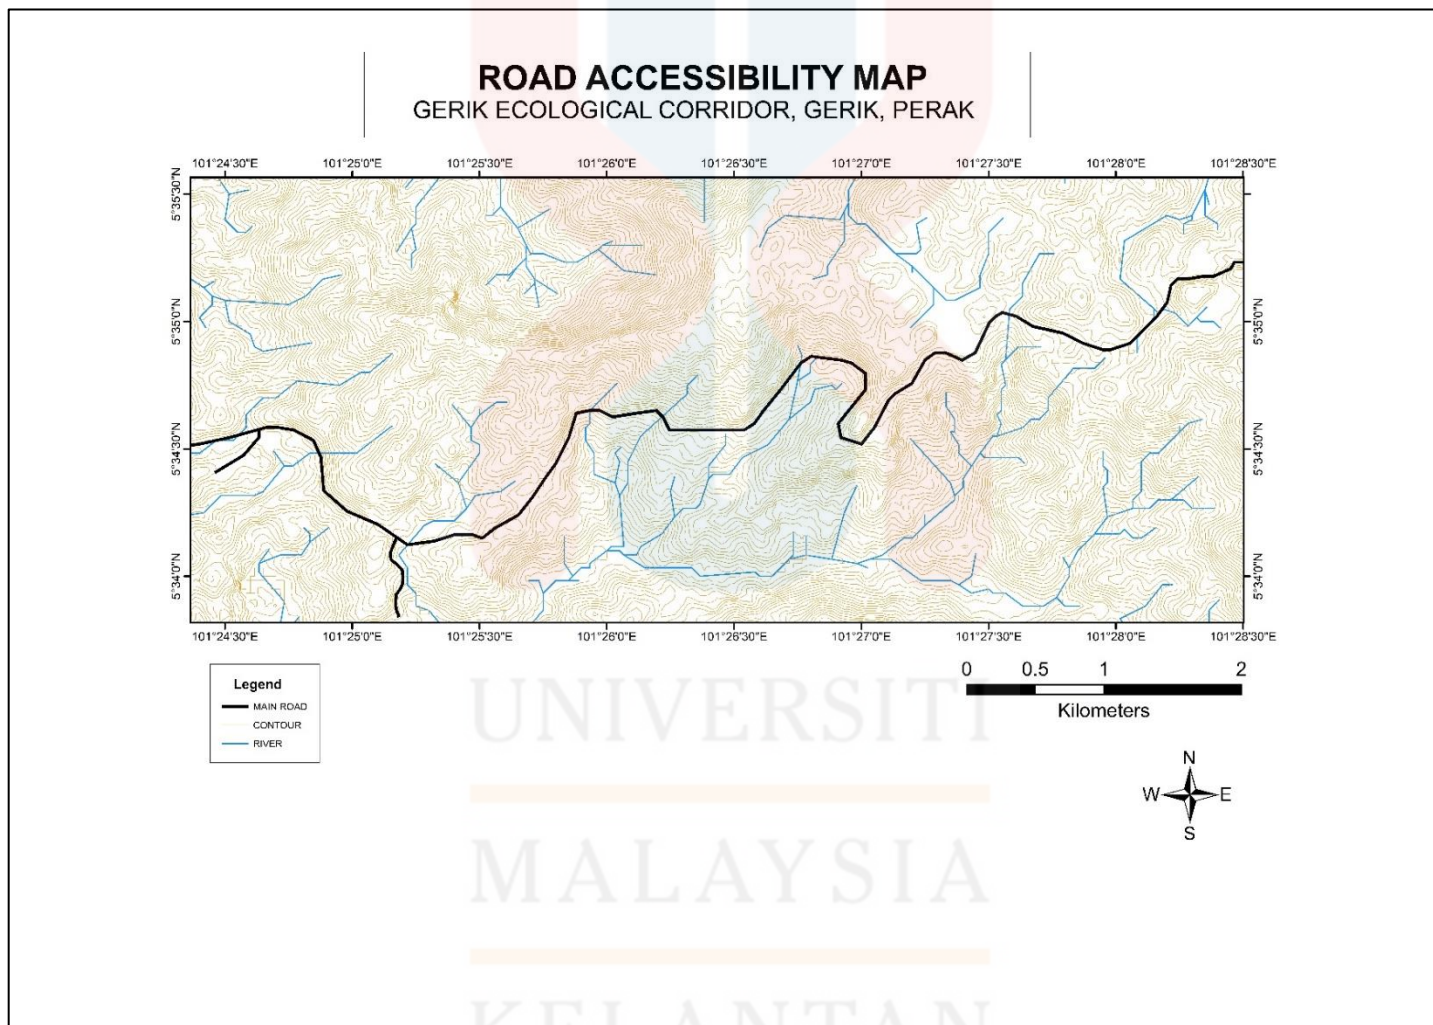 ROAD ACCESSIBILITY MAP
GERIK ECOLOGICAL CORRIDOR, GERIK, PERAK
101°24'30"E 101°25'0"E 101°25'30"E 101°26'0"E 101°26'30"E 101°27'0"E 101°27'30"E 101°28'0"E 101°28'30"E
5°35'30"N 5°35'30"N
5°35'0"N 5°35'0"N
5°34'30"N 5°34'30"N
5°34'0"N 5°34'0"N
101°24'30"E 101°25'0"E 101°25'30"E 101°26'0"E 101°26'30"E 101°27'0"E 101°27'30"E 101°28'0"E 101°28'30"E
Legend
MAIN ROAD
CONTOUR
RIVER
0 0.5 1 2
Kilometers
N
W E
S
UNIVERSITI
MALAYSIA
KELANTAN